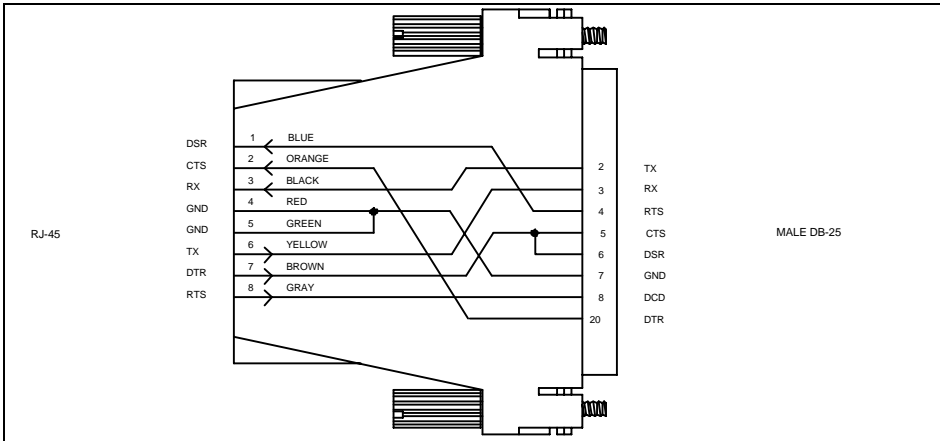 RJ-45
DSR 1 BLUE
CTS 2 ORANGE
RX 3 BLACK
GND 4 RED
GND 5 GREEN
TX 6 YELLOW
DTR 7 BROWN
RTS 8 GRAY
2 TX
3 RX
4 RTS
5 CTS
6 DSR
7 GND
8 DCD
20 DTR
MALE DB-25